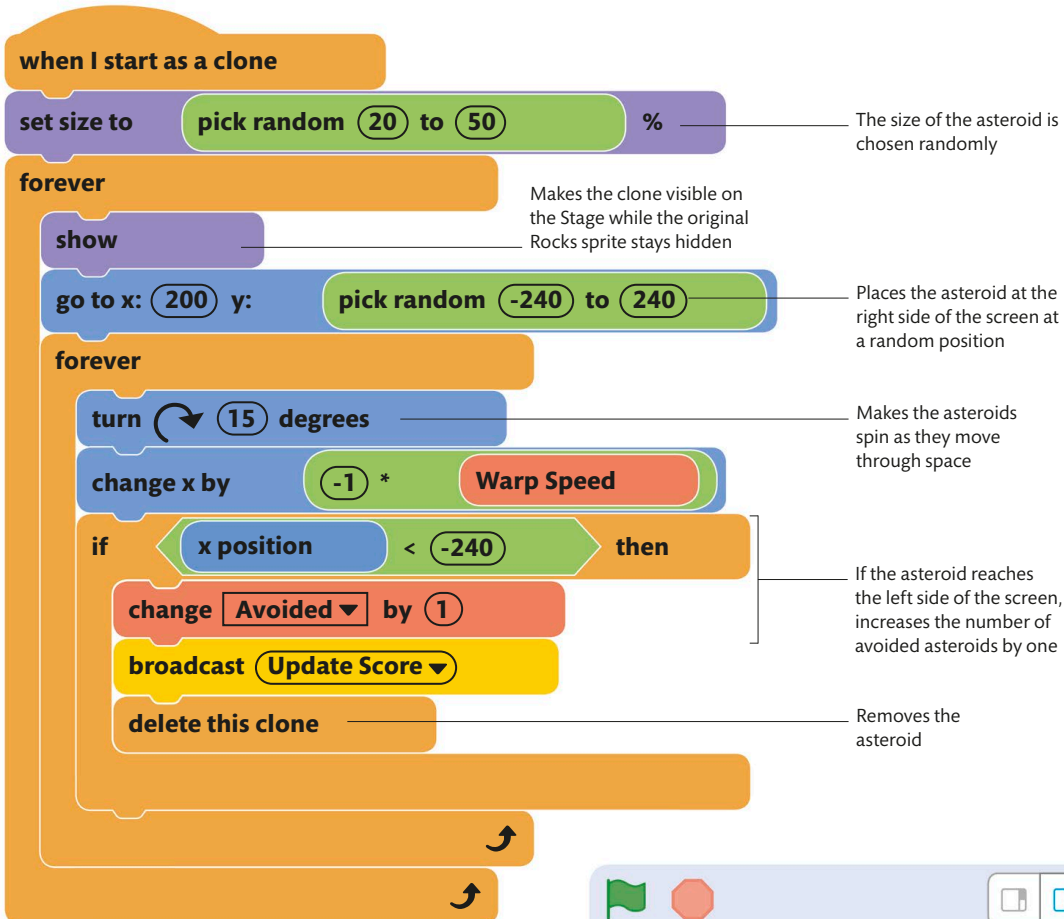 when I start as a clone
set size to pick random 20 to 50 %
The size of the asteroid is
chosen randomly
forever
Makes the clone visible on
the Stage while the original
Rocks sprite stays hidden
show
go to x: 200 y: pick random -240 to 240
Places the asteroid at the
right side of the screen at
a random position
forever
turn 15 degrees
Makes the asteroids
spin as they move
through space
change x by -1 * Warp Speed
if x position < -240 then
If the asteroid reaches
the left side of the screen,
increases the number of
avoided asteroids by one
change Avoided by 1
broadcast Update Score
delete this clone
Removes the
asteroid